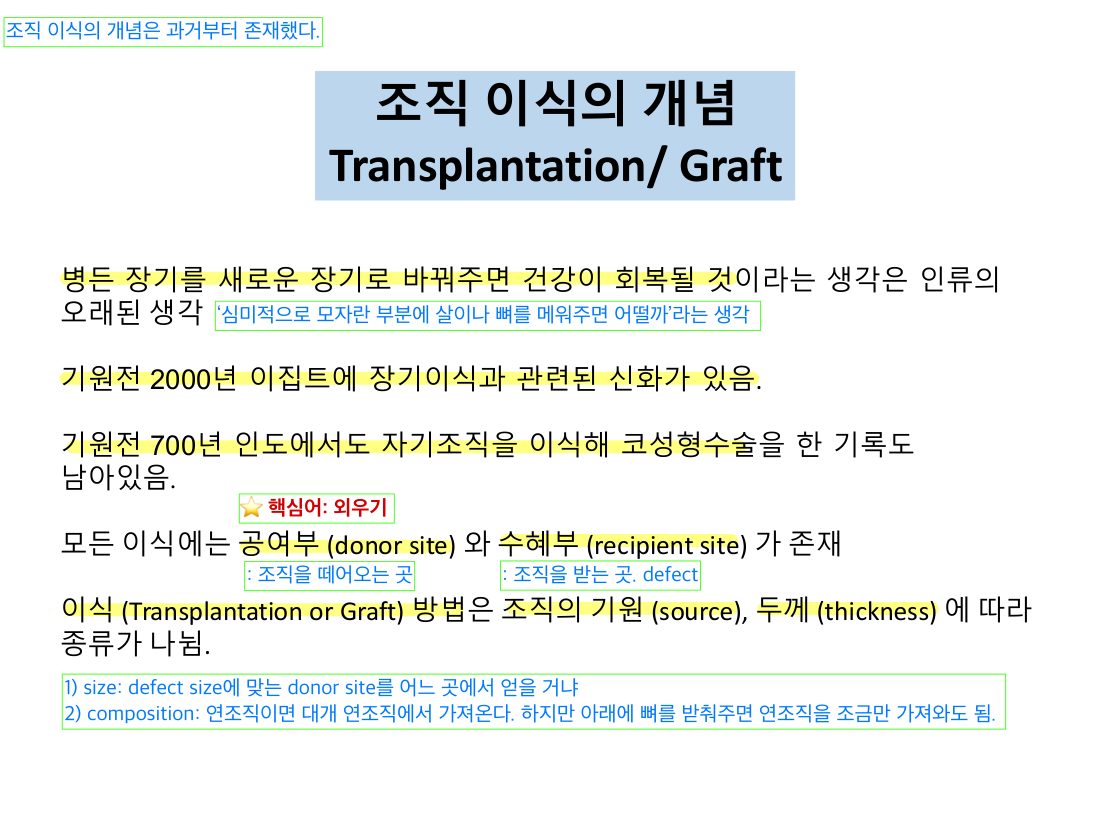 조직 이식의 개념은 과거부터 존재했다.
조직 이식의 개념
Transplantation/ Graft
병든 장기를 새로운 장기로 바꿔주면 건강이 회복될 것이라는 생각은 인류의
오래된 생각 ‘심미적으로 모자란 부분에 살이나 뼈를 메워주면 어떨까’라는 생각
기원전 2000년 이집트에 장기이식과 관련된 신화가 있음.
기원전 700년 인도에서도 자기조직을 이식해 코성형수술을 한 기록도
남아있음.
⭐ 핵심어: 외우기
모든 이식에는 공여부 (donor site) 와 수혜부 (recipient site) 가 존재
: 조직을 떼어오는 곳 : 조직을 받는 곳. defect
이식 (Transplantation or Graft) 방법은 조직의 기원 (source), 두께 (thickness) 에 따라
종류가 나뉨.
1) size: defect size에 맞는 donor site를 어느 곳에서 얻을 거냐
2) composition: 연조직이면 대개 연조직에서 가져온다. 하지만 아래에 뼈를 받춰주면 연조직을 조금만 가져와도 됨.